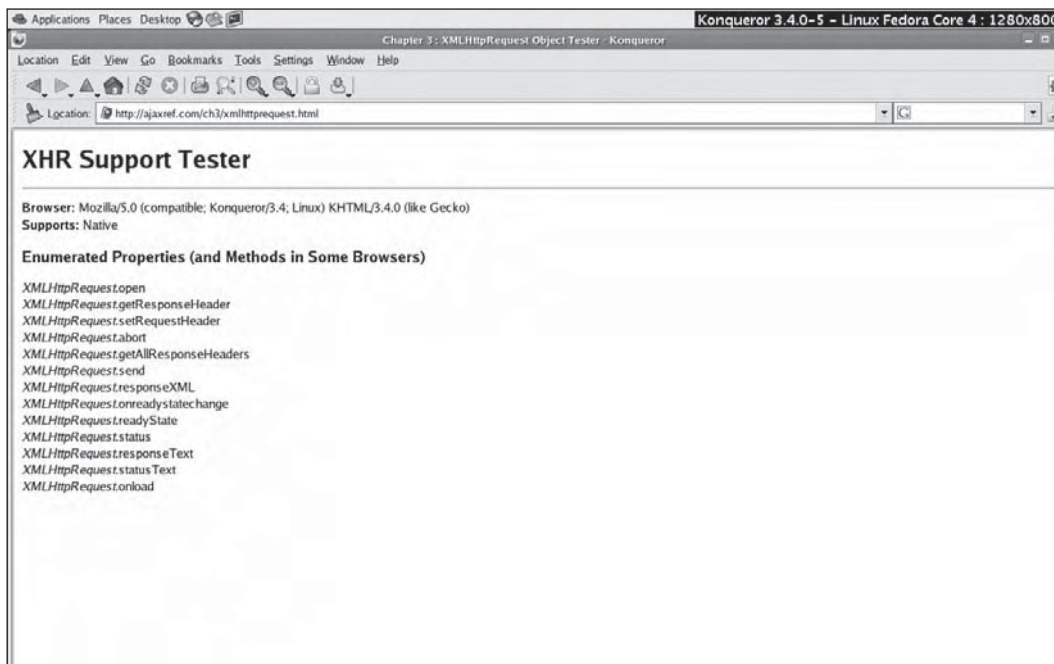 Applications Places Desktop
Konqueror 3.4.0-5 - Linux Fedora Core 4 : 1280x800
Chapter 3 : XMLHttpRequest Object Tester - Konqueror
Location Edit View Go Bookmarks Tools Settings Window Help
Location: http://ajaxref.com/ch3/xmlhttprequest.html
XHR Support Tester
Browser: Mozilla/5.0 (compatible; Konqueror/3.4; Linux) KHTML/3.4.0 (like Gecko)
Supports: Native
Enumerated Properties (and Methods in Some Browsers)
XMLHttpRequest.open
XMLHttpRequest.getResponseHeader
XMLHttpRequest.setRequestHeader
XMLHttpRequest.abort
XMLHttpRequest.getAllResponseHeaders
XMLHttpRequest.send
XMLHttpRequest.responseXML
XMLHttpRequest.onreadystatechange
XMLHttpRequest.readyState
XMLHttpRequest.status
XMLHttpRequest.responseText
XMLHttpRequest.statusText
XMLHttpRequest.onload